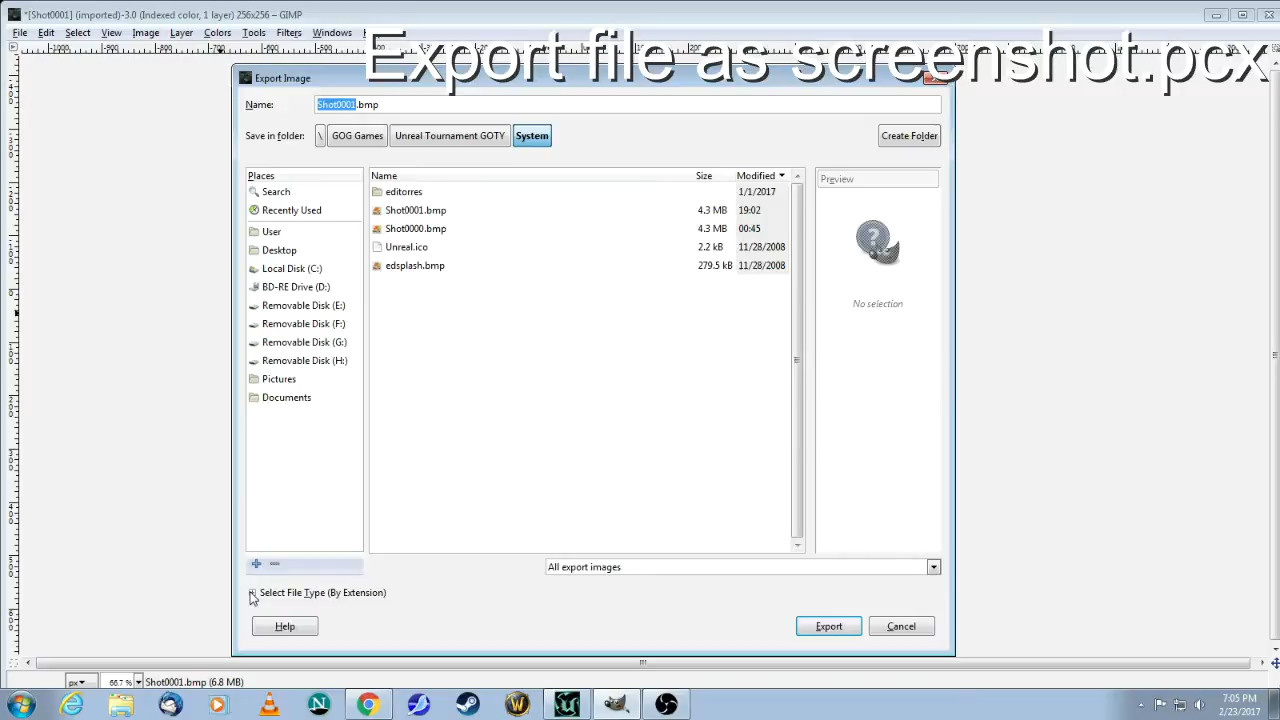 *[Shot0001] (imported)-3.0 (Indexed color, 1 layer) 256x256 – GIMP
File Edit Select View Image Layer Colors Tools Filters Windows
Export file as screenshot.pcx
Export Image
Name: Shot0001.bmp
Save in folder: \ GOG Games Unreal Tournament GOTY System Create Folder
Places Name Size Modified Preview
Search editorres 1/1/2017
Recently Used Shot0001.bmp 4.3 MB 19:02
User Shot0000.bmp 4.3 MB 00:45
Desktop Unreal.ico 2.2 kB 11/28/2008
Local Disk (C:) edsplash.bmp 279.5 kB 11/28/2008
BD-RE Drive (D:)
Removable Disk (E:) No selection
Removable Disk (F:)
Removable Disk (G:)
Removable Disk (H:)
Pictures
Documents
All export images
Select File Type (By Extension)
Help Export Cancel
px 66.7 % Shot0001.bmp (6.8 MB)
7:05 PM
2/23/2017